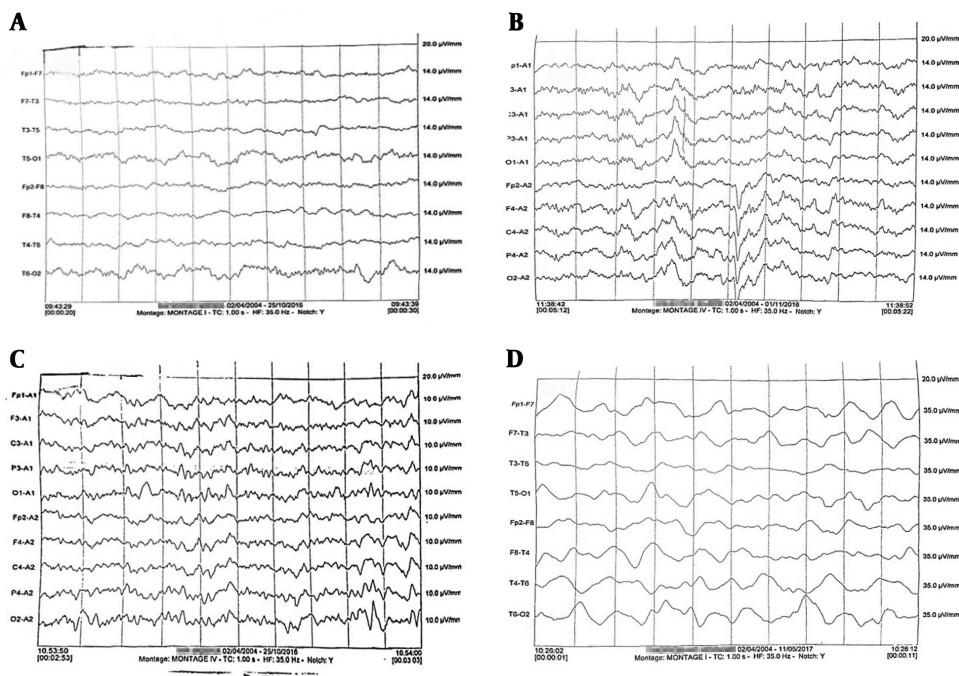 A
20.0 µV/mm
Fp1-F7 14.0 µV/mm
F7-T3 14.0 µV/mm
T3-T5 14.0 µV/mm
T5-O1 14.0 µV/mm
Fp2-F8 14.0 µV/mm
F8-T4 14.0 µV/mm
T4-T6 14.0 µV/mm
T6-O2 14.0 µV/mm
09:43:29 02/04/2004 - 25/10/2016 09:43:39
[00:00:20] Montage: MONTAGE I - TC: 1.00 s - HF: 35.0 Hz - Notch: Y [00:00:30]
B
20.0 µV/mm
p1-A1 14.0 µV/mm
3-A1 14.0 µV/mm
C3-A1 14.0 µV/mm
P3-A1 14.0 µV/mm
O1-A1 14.0 µV/mm
Fp2-A2 14.0 µV/mm
F4-A2 14.0 µV/mm
C4-A2 14.0 µV/mm
P4-A2 14.0 µV/mm
O2-A2 14.0 µV/mm
11:38:42 02/04/2004 - 01/11/2016 11:38:52
[00:05:12] Montage: MONTAGE IV - TC: 1.00 s - HF: 35.0 Hz - Notch: Y [00:05:22]
C
20.0 µV/mm
Fp1-A1 10.0 µV/mm
F3-A1 10.0 µV/mm
C3-A1 10.0 µV/mm
P3-A1 10.0 µV/mm
O1-A1 10.0 µV/mm
Fp2-A2 10.0 µV/mm
F4-A2 10.0 µV/mm
C4-A2 10.0 µV/mm
P4-A2 10.0 µV/mm
O2-A2 10.0 µV/mm
10:53:50 02/04/2004 - 25/10/2016 10:54:00
[00:02:53] Montage: MONTAGE IV - TC: 1.00 s - HF: 35.0 Hz - Notch: Y [00:03:03]
D
20.0 µV/mm
Fp1-F7 35.0 µV/mm
F7-T3 35.0 µV/mm
T3-T5 35.0 µV/mm
T5-O1 35.0 µV/mm
Fp2-F8 35.0 µV/mm
F8-T4 35.0 µV/mm
T4-T6 35.0 µV/mm
T6-O2 35.0 µV/mm
10:26:02 02/04/2004 - 11/05/2017 10:26:12
[00:00:01] Montage: MONTAGE I - TC: 1.00 s - HF: 35.0 Hz - Notch: Y [00:00:11]